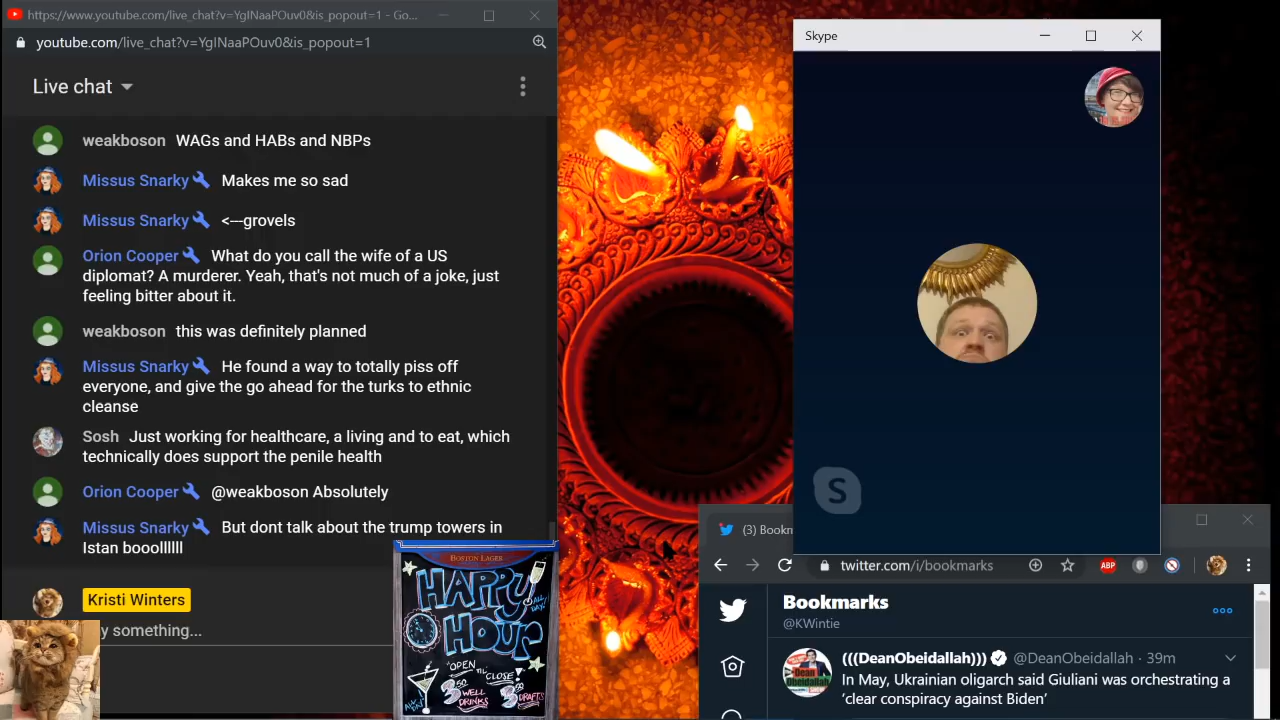 https://www.youtube.com/live_chat?v=YgINaaPOuv0&is_popout=1 - Go...
youtube.com/live_chat?v=YgINaaPOuv0&is_popout=1
Live chat
weakboson WAGs and HABs and NBPs
Missus Snarky Makes me so sad
Missus Snarky <---grovels
Orion Cooper What do you call the wife of a US
diplomat? A murderer. Yeah, that's not much of a joke, just
feeling bitter about it.
weakboson this was definitely planned
Missus Snarky He found a way to totally piss off
everyone, and give the go ahead for the turks to ethnic
cleanse
Sosh Just working for healthcare, a living and to eat, which
technically does support the penile health
Orion Cooper @weakboson Absolutely
Missus Snarky But dont talk about the trump towers in
Istan boollllll
Kristi Winters
y something...
BOSTON LAGER
HAPPY
ALL DAY!
HOUR
"OPEN 'TIL' CLOSE!"
WELL
DRINKS
DRAFTS
Skype
S
(3) Bookm
twitter.com/i/bookmarks
ABP
Bookmarks
@KWintie
(((DeanObeidallah))) @DeanObeidallah · 39m
In May, Ukrainian oligarch said Giuliani was orchestrating a
'clear conspiracy against Biden'